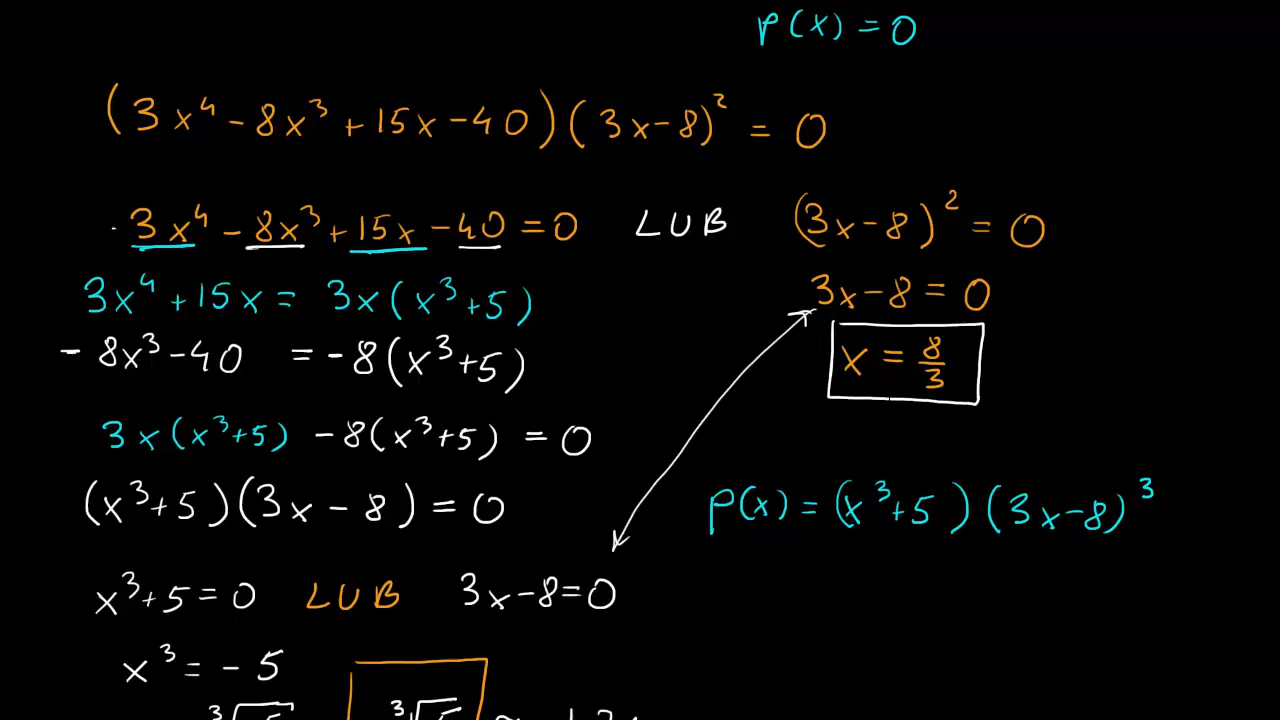 P(x) = 0
(3x⁴ - 8x³ + 15x - 40)(3x - 8)² = 0
3x⁴ - 8x³ + 15x - 40 = 0 LUB (3x - 8)² = 0
3x⁴ + 15x = 3x(x³ + 5) 3x - 8 = 0
- 8x³ - 40 = -8(x³ + 5) x = 8/3
3x(x³ + 5) - 8(x³ + 5) = 0
(x³ + 5)(3x - 8) = 0 P(x) = (x³ + 5)(3x - 8)³
x³ + 5 = 0 LUB 3x - 8 = 0
x³ = - 5